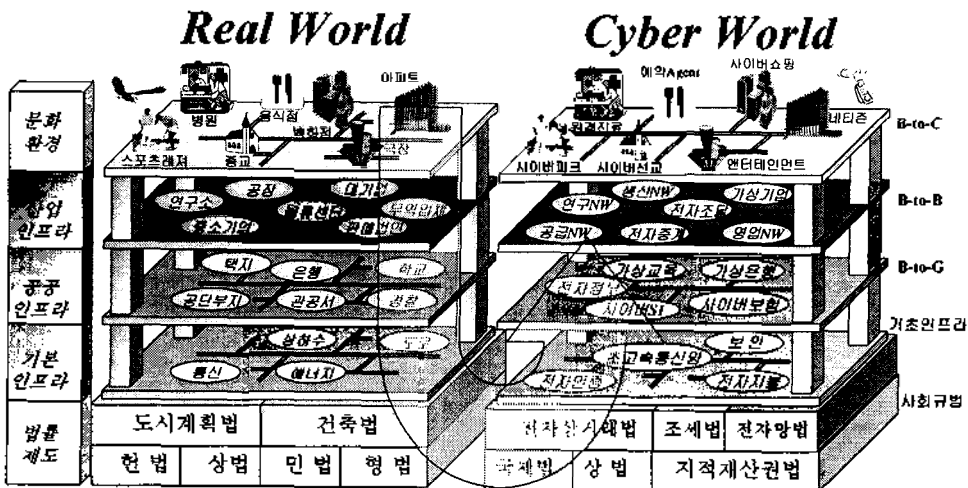 Real World
Cyber World
문화
환경
산업
인프라
공공
인프라
기본
인프라
법률
제도
병원
음식점
백화점
아파트
극장
스포츠레저
종교
연구소
공장
대기업
중소기업
물류센터
무역업체
택지
은행
학교
공단부지
관공서
경찰
상하수
도로
통신
에너지
도시계획법
건축법
헌법
상법
민법
형법
원격진료
예약Agent
사이버쇼핑
네티즌
사이버파크
사이버선교
엔터테인먼트
B-to-C
연구NW
생산NW
가상기업
전자조달
공급NW
전자중계
영업NW
B-to-B
가상교육
가상은행
전자정부
사이버보험
B-to-G
초고속통신망
보안
전자지불
기초인프라
사회규범
전자상거래법
조세법
전자망법
국제법
상법
지적재산권법